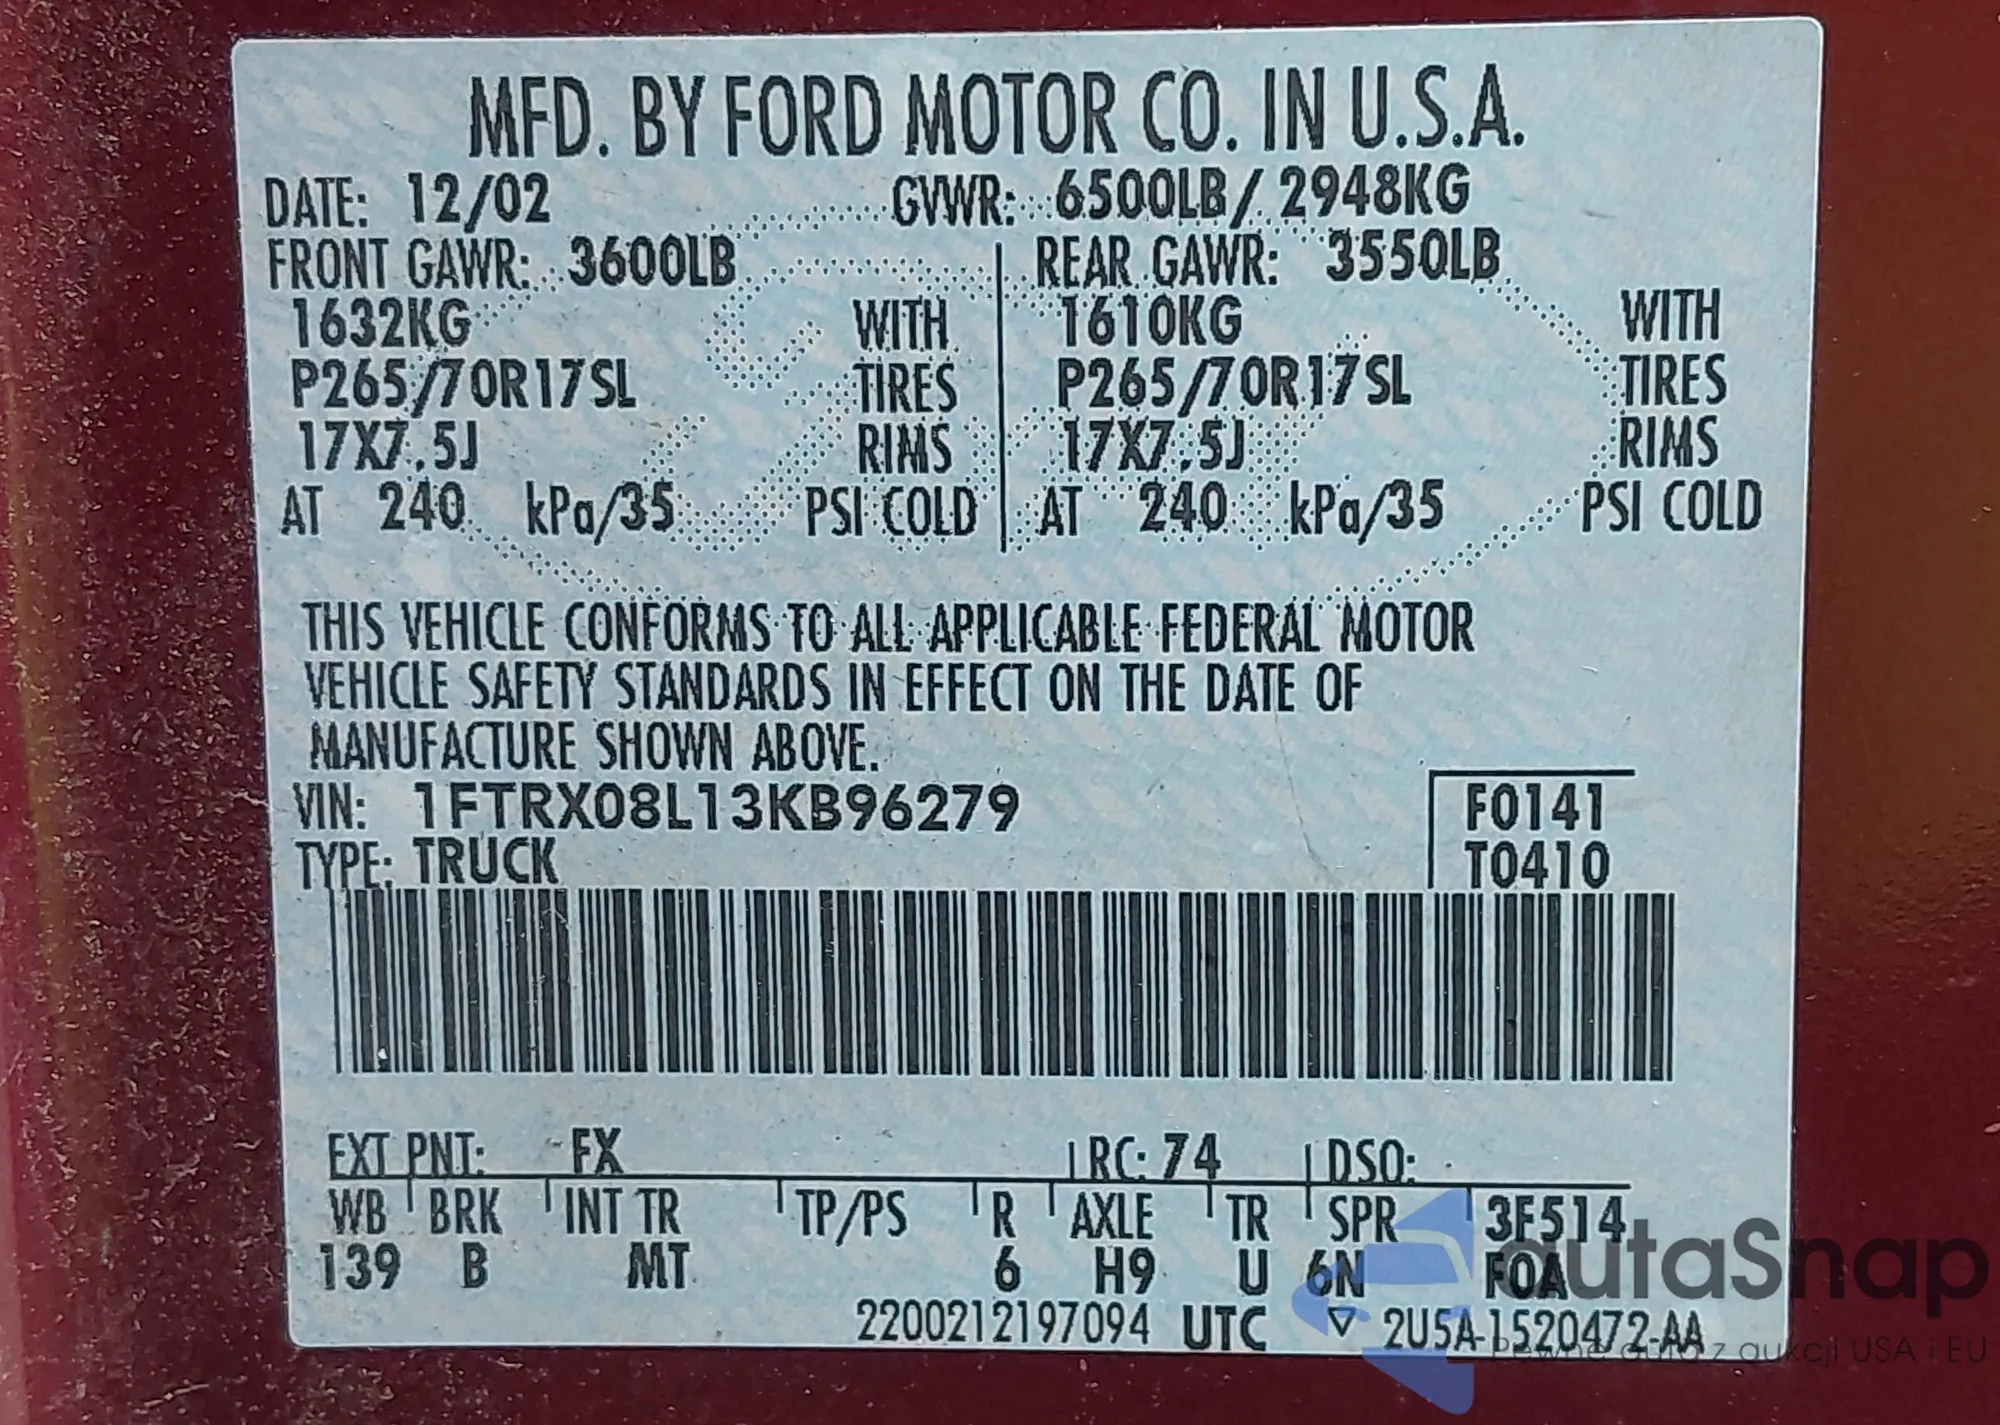 MFD. BY FORD MOTOR CO. IN U.S.A.
DATE: 12/02 GVWR: 6500LB / 2948KG
FRONT GAWR: 3600LB REAR GAWR: 3550LB
1632KG WITH 1610KG WITH
P265/70R17SL TIRES P265/70R17SL TIRES
17X7.5J RIMS 17X7.5J RIMS
AT 240 kPa/35 PSI COLD AT 240 kPa/35 PSI COLD
THIS VEHICLE CONFORMS TO ALL APPLICABLE FEDERAL MOTOR
VEHICLE SAFETY STANDARDS IN EFFECT ON THE DATE OF
MANUFACTURE SHOWN ABOVE.
VIN: 1FTRX08L13KB96279 F0141
TYPE: TRUCK T0410
EXT PNT: FX RC: 74 DSO:
WB BRK INT TR TP/PS R AXLE TR SPR 3F514
139 B MT 6 H9 U 6N F0A
2200212197094 UTC ▽ 2U5A-1520472-AA
autaSnap
Pewne auta z aukcji USA i EU